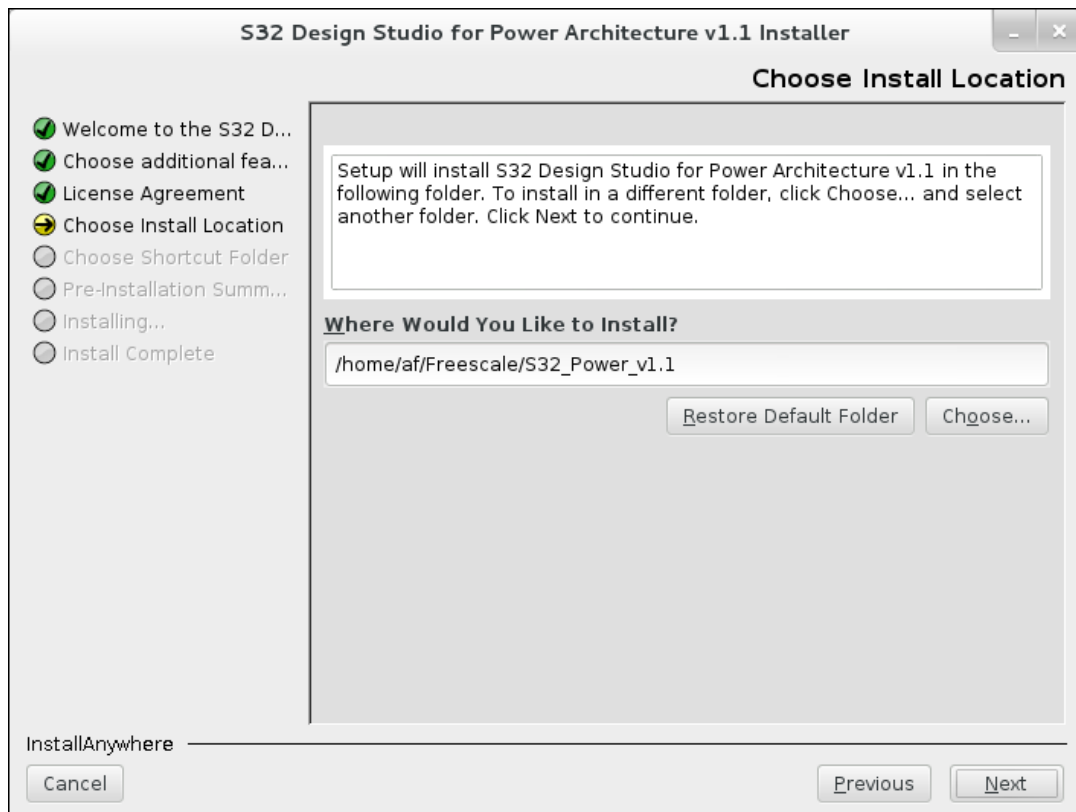 S32 Design Studio for Power Architecture v1.1 Installer
Choose Install Location
Welcome to the S32 D...
Choose additional fea...
License Agreement
Choose Install Location
Choose Shortcut Folder
Pre-Installation Summ...
Installing...
Install Complete
Setup will install S32 Design Studio for Power Architecture v1.1 in the
following folder. To install in a different folder, click Choose... and select
another folder. Click Next to continue.
Where Would You Like to Install?
/home/af/Freescale/S32_Power_v1.1
Restore Default Folder
Choose...
InstallAnywhere
Cancel
Previous
Next